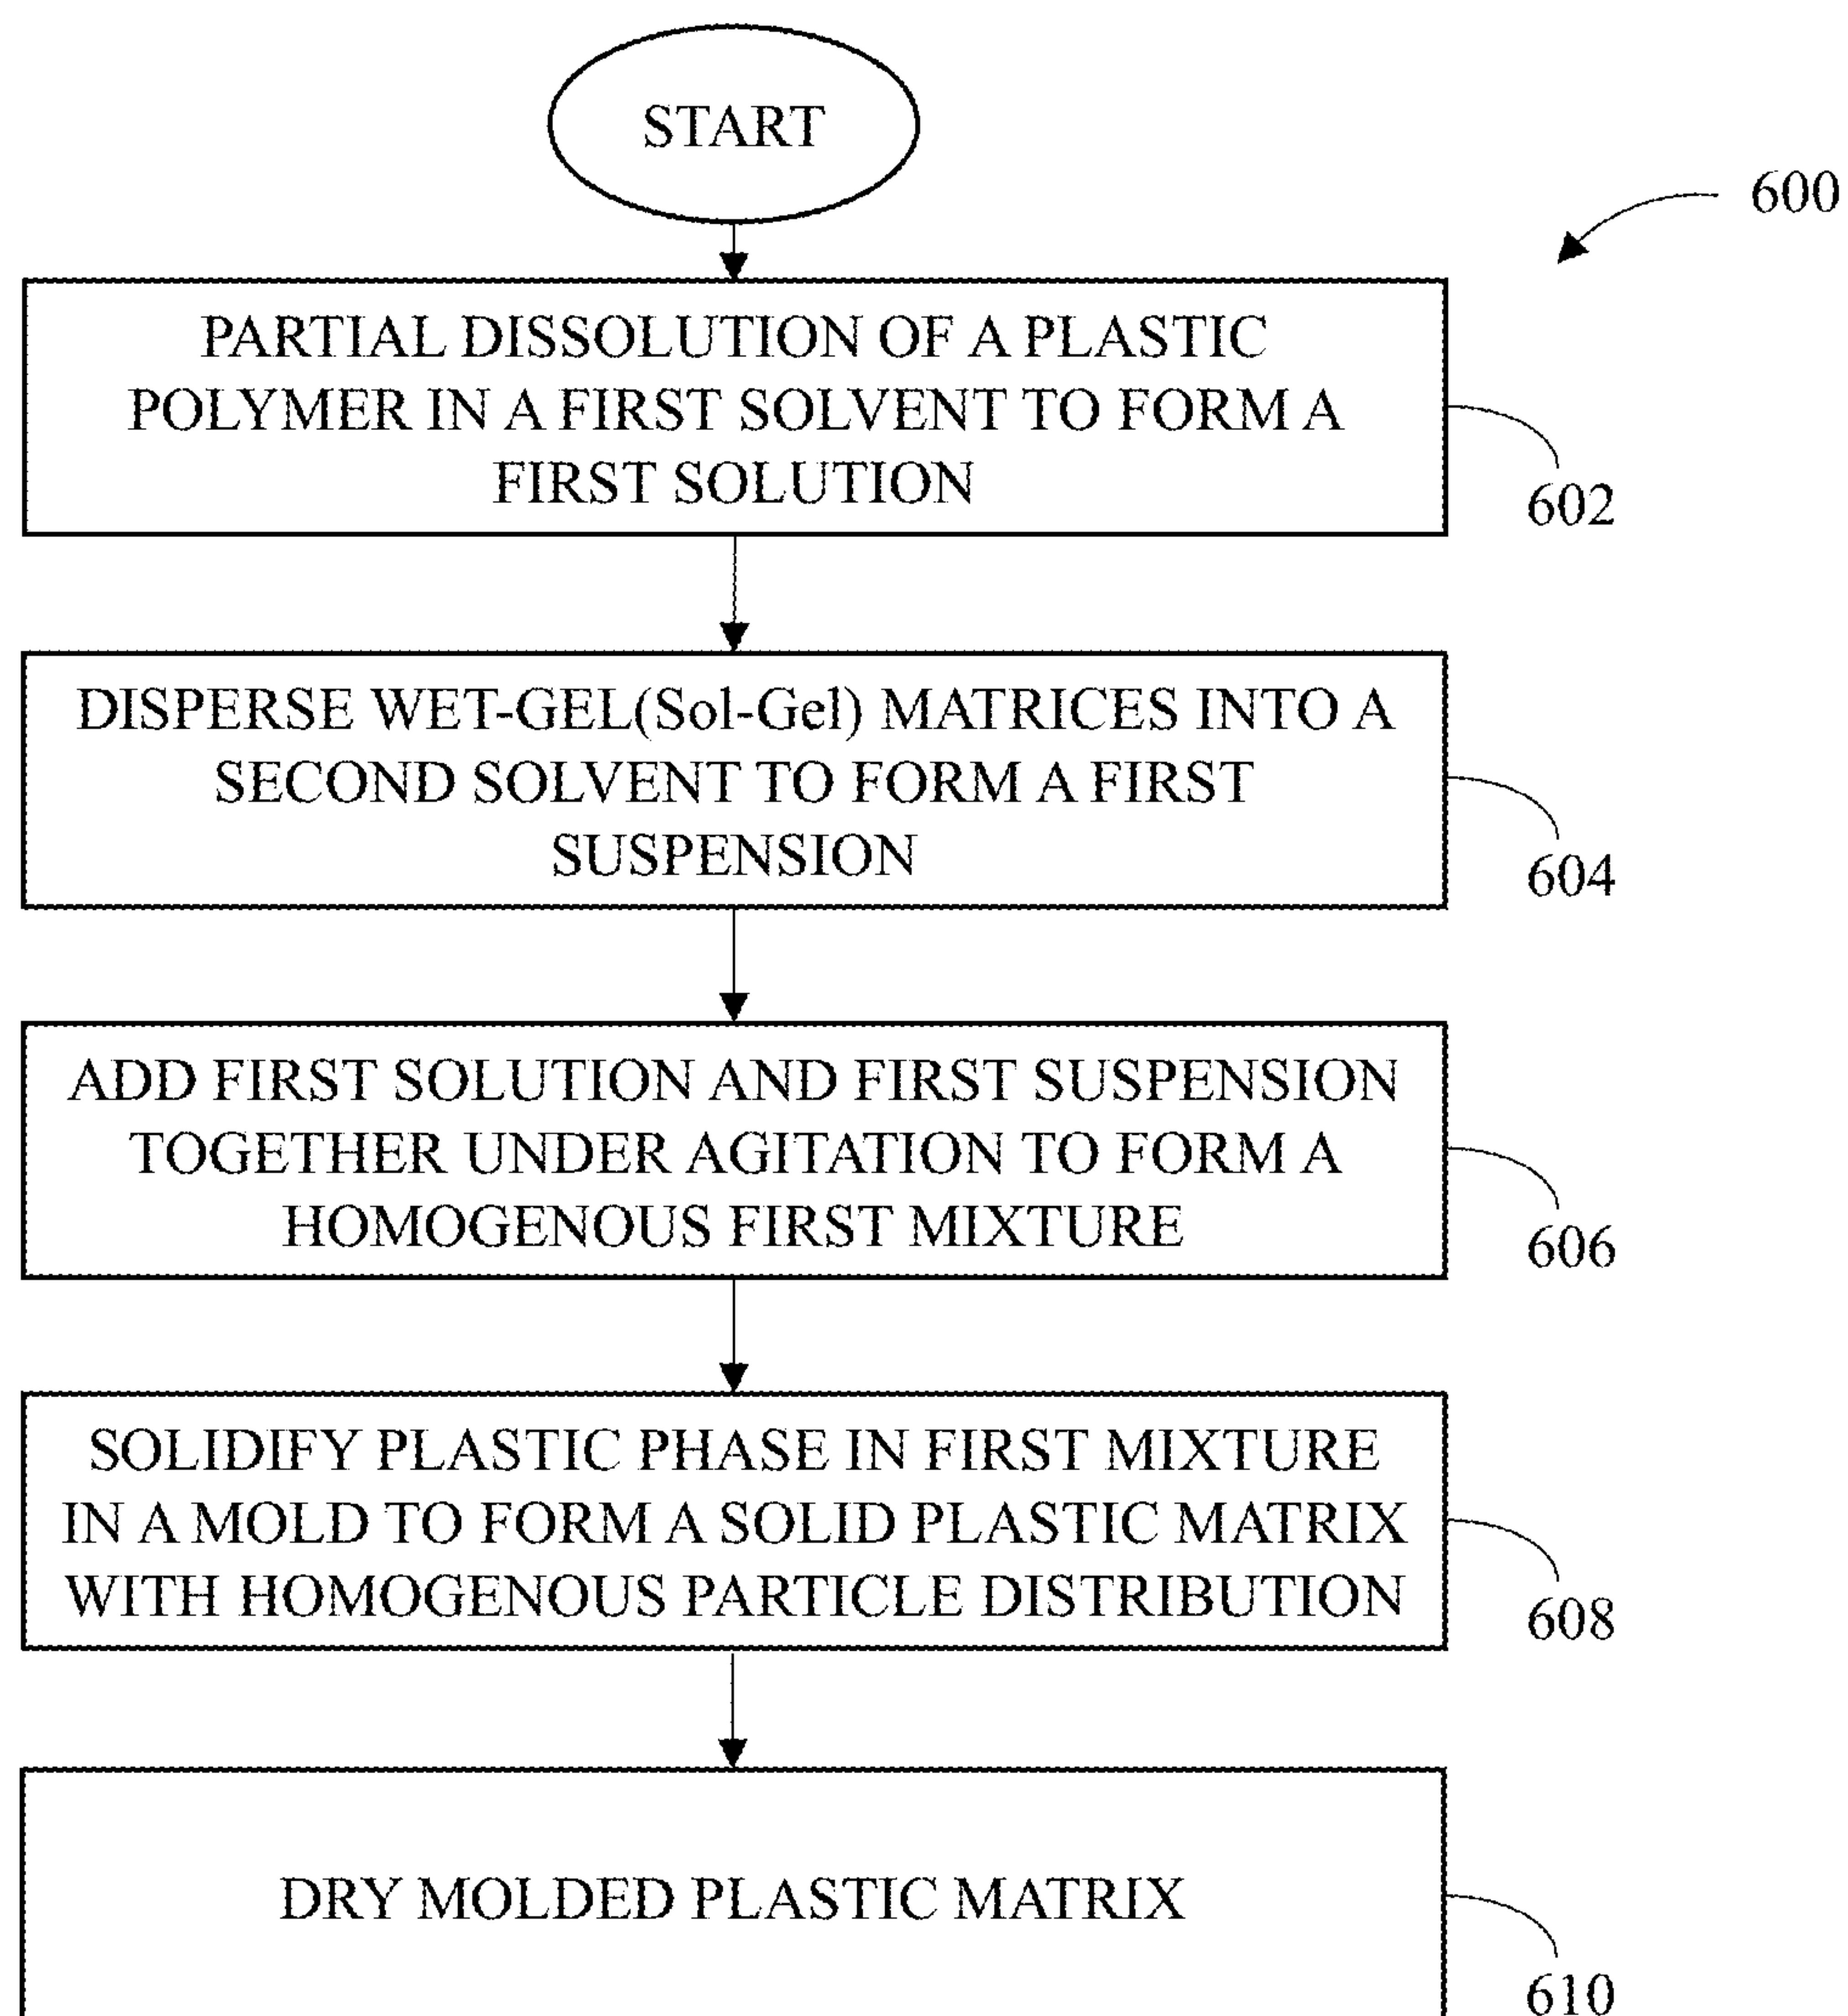 START
600
PARTIAL DISSOLUTION OF A PLASTIC
POLYMER IN A FIRST SOLVENT TO FORM A
FIRST SOLUTION
602
DISPERSE WET-GEL(Sol-Gel) MATRICES INTO A
SECOND SOLVENT TO FORM A FIRST
SUSPENSION
604
ADD FIRST SOLUTION AND FIRST SUSPENSION
TOGETHER UNDER AGITATION TO FORM A
HOMOGENOUS FIRST MIXTURE
606
SOLIDIFY PLASTIC PHASE IN FIRST MIXTURE
IN A MOLD TO FORM A SOLID PLASTIC MATRIX
WITH HOMOGENOUS PARTICLE DISTRIBUTION
608
DRY MOLDED PLASTIC MATRIX
610